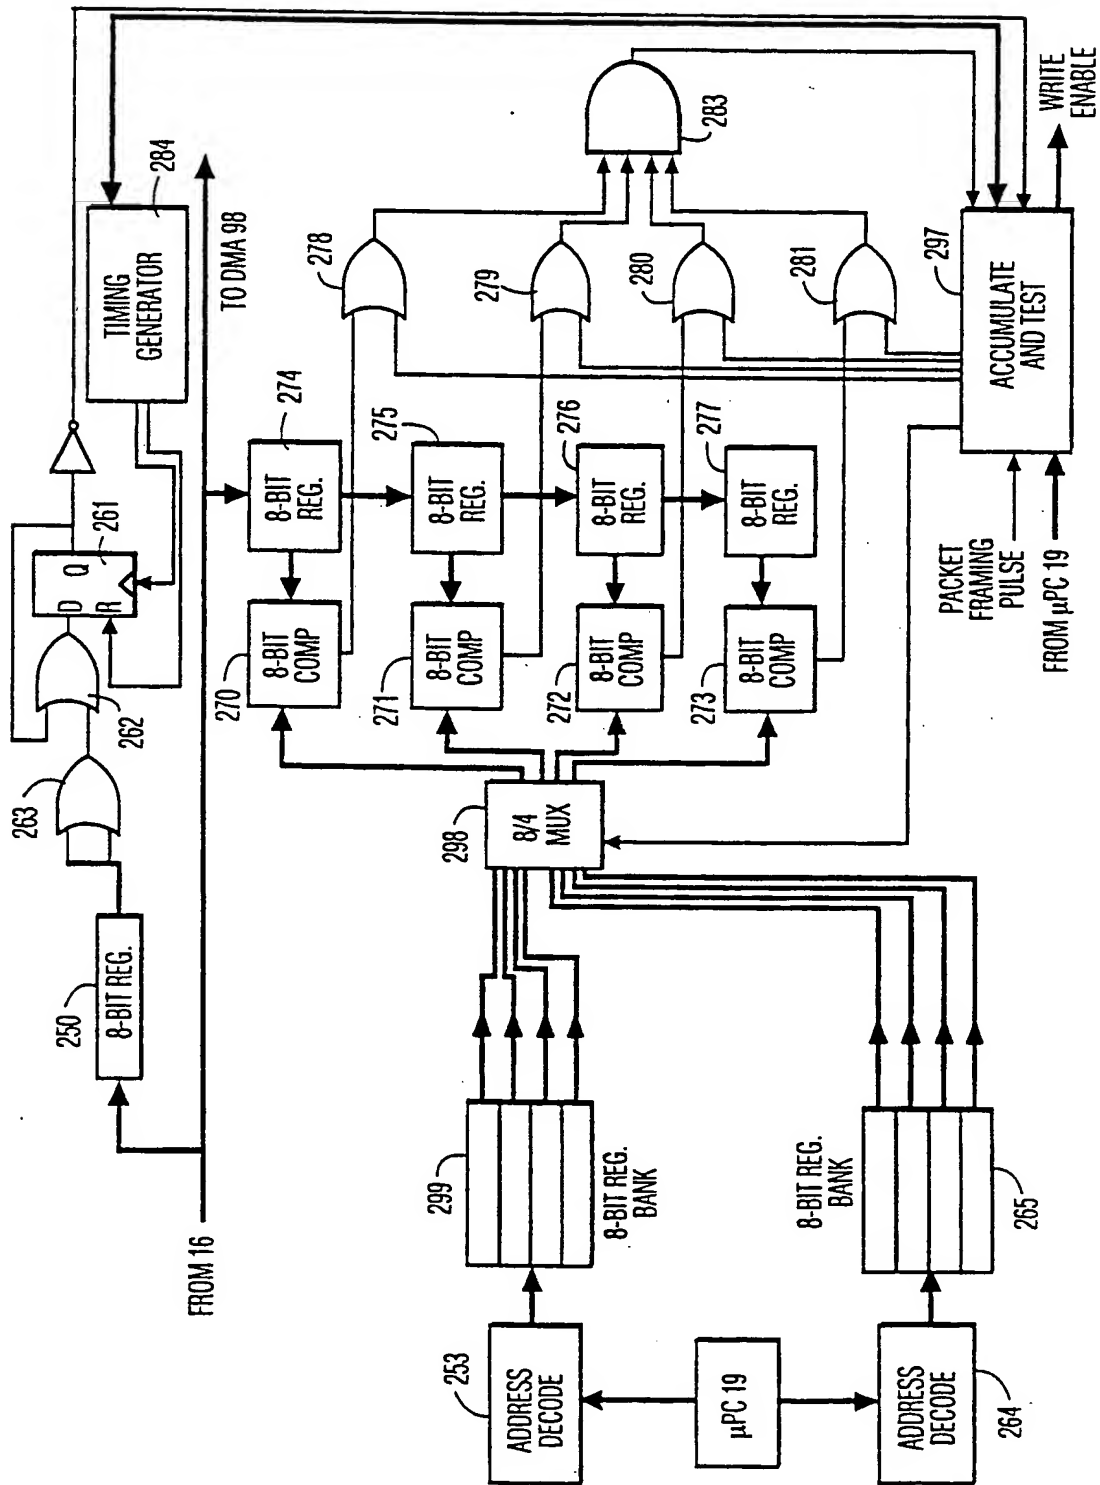 FROM 16
250
8-BIT REG.
263
262
D
Q
R
261
TIMING
GENERATOR
284
TO DMA 98
270
8-BIT
COMP
8-BIT
REG.
274
271
8-BIT
COMP
8-BIT
REG.
275
272
8-BIT
COMP
8-BIT
REG.
276
273
8-BIT
COMP
8-BIT
REG.
277
278
279
280
281
283
298
8/4
MUX
253
ADDRESS
DECODE
299
8-BIT REG.
BANK
µPC 19
8-BIT REG.
BANK
265
ADDRESS
DECODE
264
PACKET
FRAMING
PULSE
FROM µPC 19
297
ACCUMULATE
AND TEST
WRITE
ENABLE